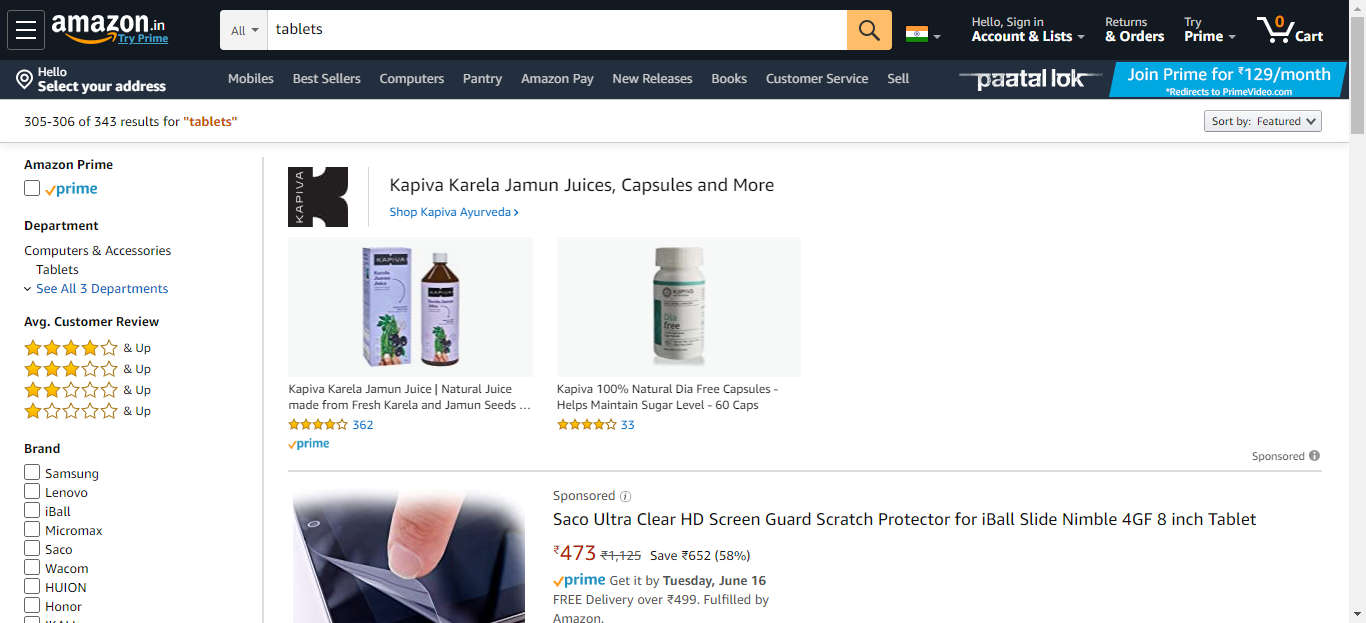 amazon.in
Try Prime
All
tablets
Hello, Sign in
Account & Lists
Returns
& Orders
Try
Prime
0
Cart
Hello
Select your address
Mobiles
Best Sellers
Computers
Pantry
Amazon Pay
New Releases
Books
Customer Service
Sell
paatal lok
Join Prime for ₹129/month
*Redirects to PrimeVideo.com
305-306 of 343 results for "tablets"
Sort by: Featured
Amazon Prime
prime
Department
Computers & Accessories
Tablets
See All 3 Departments
Avg. Customer Review
& Up
& Up
& Up
& Up
Brand
Samsung
Lenovo
iBall
Micromax
Saco
Wacom
HUION
Honor
KAPIVA
Kapiva Karela Jamun Juices, Capsules and More
Shop Kapiva Ayurveda ›
KAPIVA
Karela
Jamun
Juice
KAPIVA
KAPIVA
Dia
free
Kapiva Karela Jamun Juice | Natural Juice
made from Fresh Karela and Jamun Seeds …
362
prime
Kapiva 100% Natural Dia Free Capsules -
Helps Maintain Sugar Level - 60 Caps
33
Sponsored
Sponsored
Saco Ultra Clear HD Screen Guard Scratch Protector for iBall Slide Nimble 4GF 8 inch Tablet
₹473 ₹1,125 Save ₹652 (58%)
prime Get it by Tuesday, June 16
FREE Delivery over ₹499. Fulfilled by
Amazon.